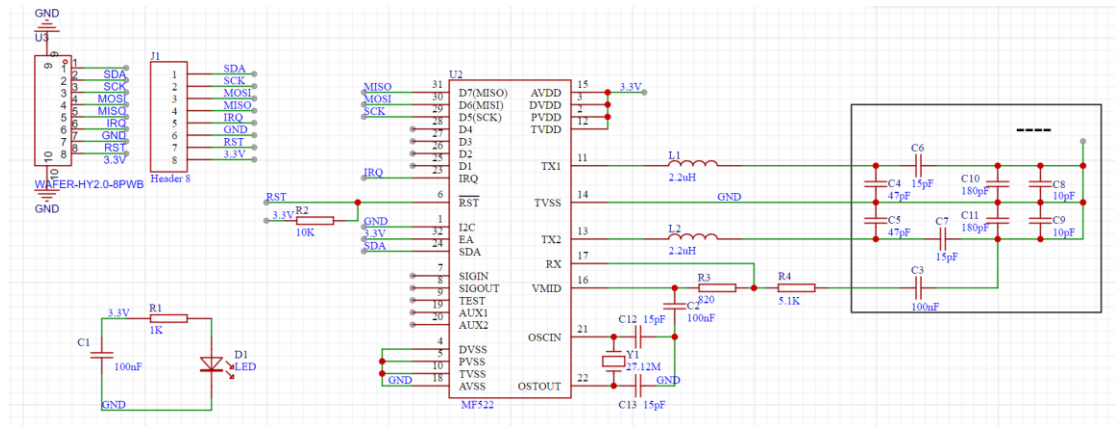 GND
U3
9 9
1
2 SDA
3 SCK
4 MOSI
5 MISO
6 IRQ
7 GND
8 RST
3.3V
10 10
WAFER-HY2.0-8PWB
GND
J1
1 SDA
2 SCK
3 MOSI
4 MISO
5 IRQ
6 GND
7 RST
8 3.3V
Header 8
U2
MISO 31 D7(MISO)
MOSI 30 D6(MISI)
SCK 29 D5(SCK)
28 D4
27 D3
26 D2
25 D1
IRQ 23 IRQ
RST 6 RST
3.3V R2
10K
GND 1 I2C
3.3V 32 EA
SDA 24 SDA
7 SIGIN
8 SIGOUT
9 TEST
19 AUX1
20 AUX2
4 DVSS
5 PVSS
10 TVSS
GND 18 AVSS
MF522
AVDD 15 3.3V
DVDD 3
PVDD 2
TVDD 12
TX1 11
TVSS 14 GND
TX2 13
RX 17
VMID 16
OSCIN 21
OSTOUT 22
L1
2.2uH
L2
2.2uH
R3
820
R4
5.1K
C2
100nF
C12 15pF
Y1
27.12M
GND
C13 15pF
----
C6
15pF
C4
47pF
C10
180pF
C8
10pF
C5
47pF
C7
15pF
C11
180pF
C9
10pF
C3
100nF
3.3V R1
1K
C1
100nF
D1
LED
GND